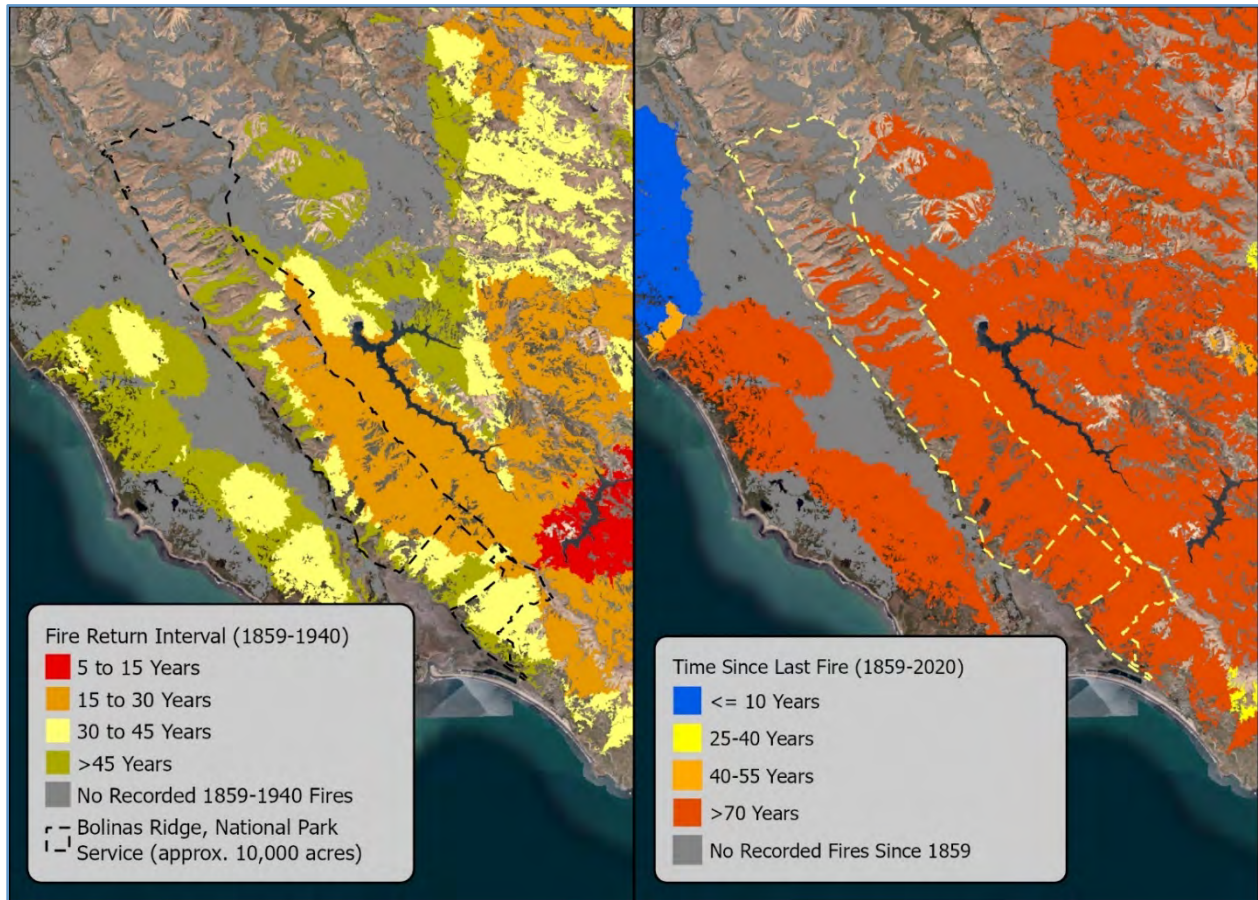 Fire Return Interval (1859-1940)
5 to 15 Years
15 to 30 Years
30 to 45 Years
>45 Years
No Recorded 1859-1940 Fires
Bolinas Ridge, National Park
Service (approx. 10,000 acres)
Time Since Last Fire (1859-2020)
<= 10 Years
25-40 Years
40-55 Years
>70 Years
No Recorded Fires Since 1859